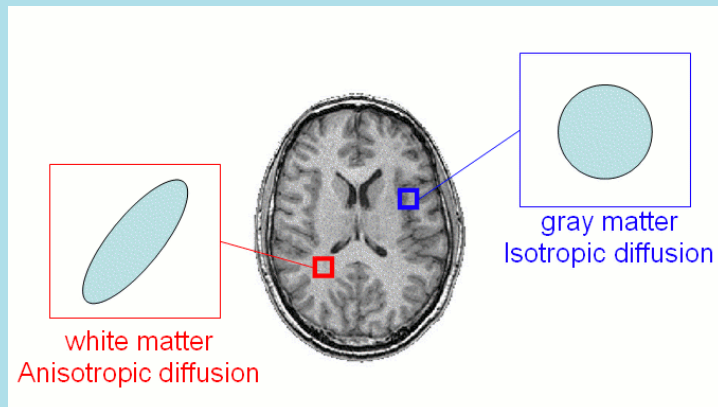 gray matter
Isotropic diffusion
white matter
Anisotropic diffusion